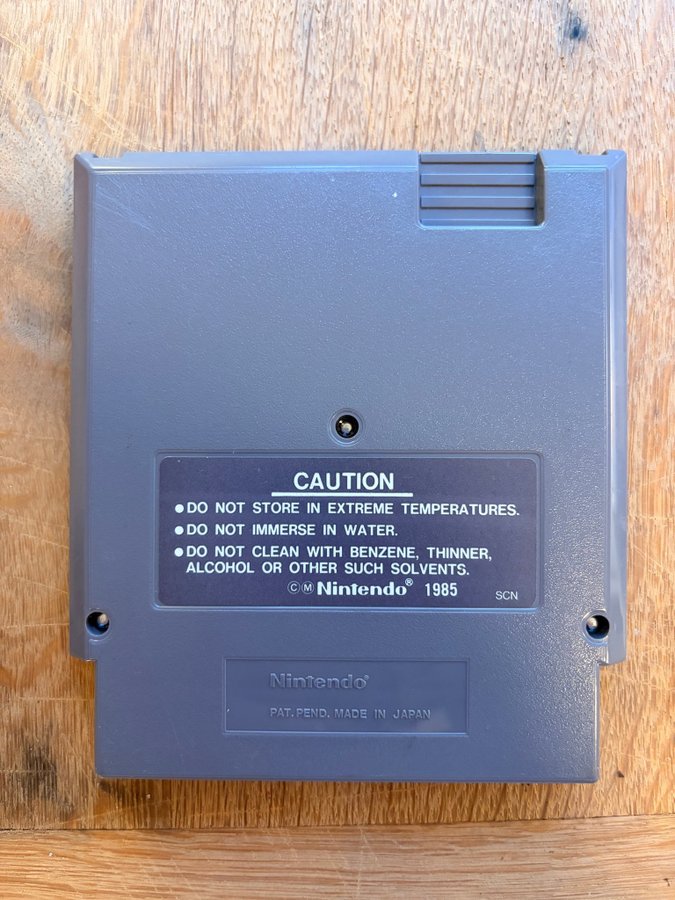 CAUTION
●DO NOT STORE IN EXTREME TEMPERATURES.
●DO NOT IMMERSE IN WATER.
●DO NOT CLEAN WITH BENZENE, THINNER,
ALCOHOL OR OTHER SUCH SOLVENTS.
ⒸⓂNintendo® 1985 SCN
Nintendo®
PAT. PEND. MADE IN JAPAN